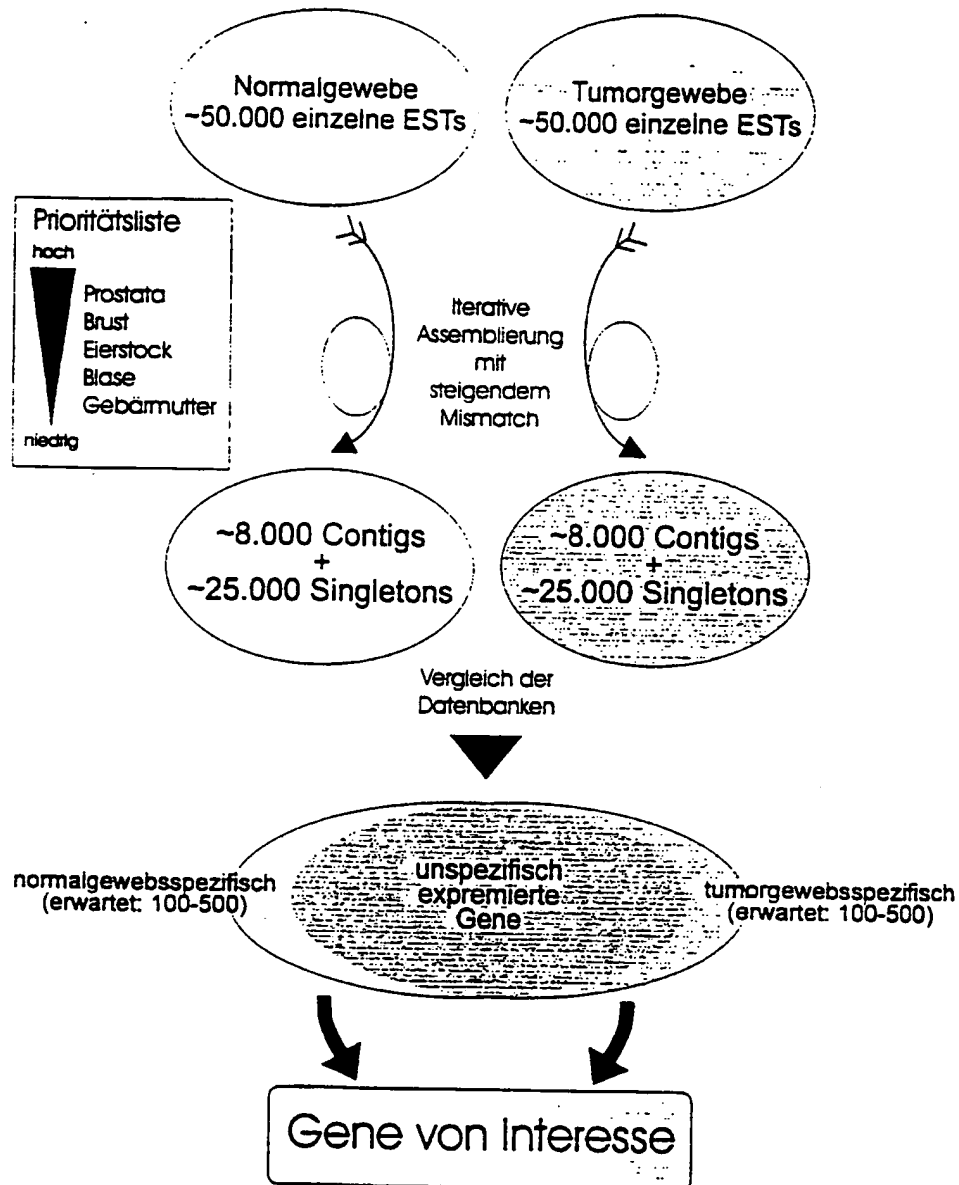 Normalgewebe
~50.000 einzelne ESTs
Tumorgewebe
~50.000 einzelne ESTs
Prioritätsliste
hoch
Prostata
Brust
Eierstock
Blase
Gebärmutter
niedrig
Iterative
Assemblierung
mit
steigendem
Mismatch
~8.000 Contigs
+
~25.000 Singletons
~8.000 Contigs
+
~25.000 Singletons
Vergleich der
Datenbanken
normalgewebsspezifisch
(erwartet: 100-500)
unspezifisch
expremierte
Gene
tumorgewebsspezifisch
(erwartet: 100-500)
Gene von Interesse